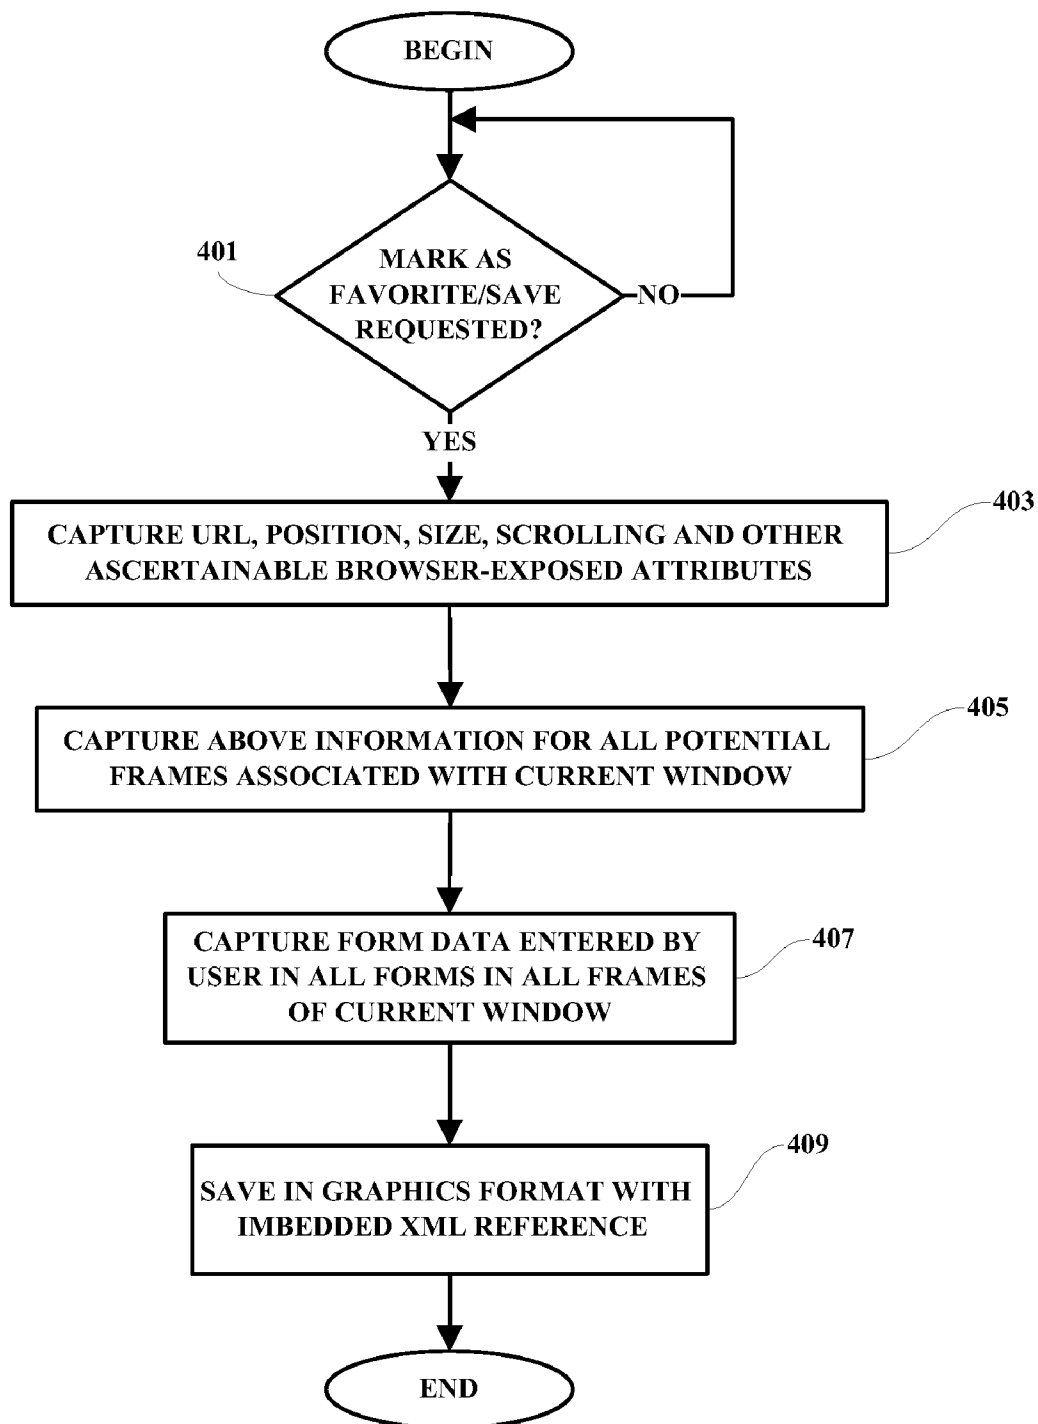 BEGIN
401
MARK AS
FAVORITE/SAVE
REQUESTED?
NO
YES
403
CAPTURE URL, POSITION, SIZE, SCROLLING AND OTHER
ASCERTAINABLE BROWSER-EXPOSED ATTRIBUTES
405
CAPTURE ABOVE INFORMATION FOR ALL POTENTIAL
FRAMES ASSOCIATED WITH CURRENT WINDOW
407
CAPTURE FORM DATA ENTERED BY
USER IN ALL FORMS IN ALL FRAMES
OF CURRENT WINDOW
409
SAVE IN GRAPHICS FORMAT WITH
IMBEDDED XML REFERENCE
END